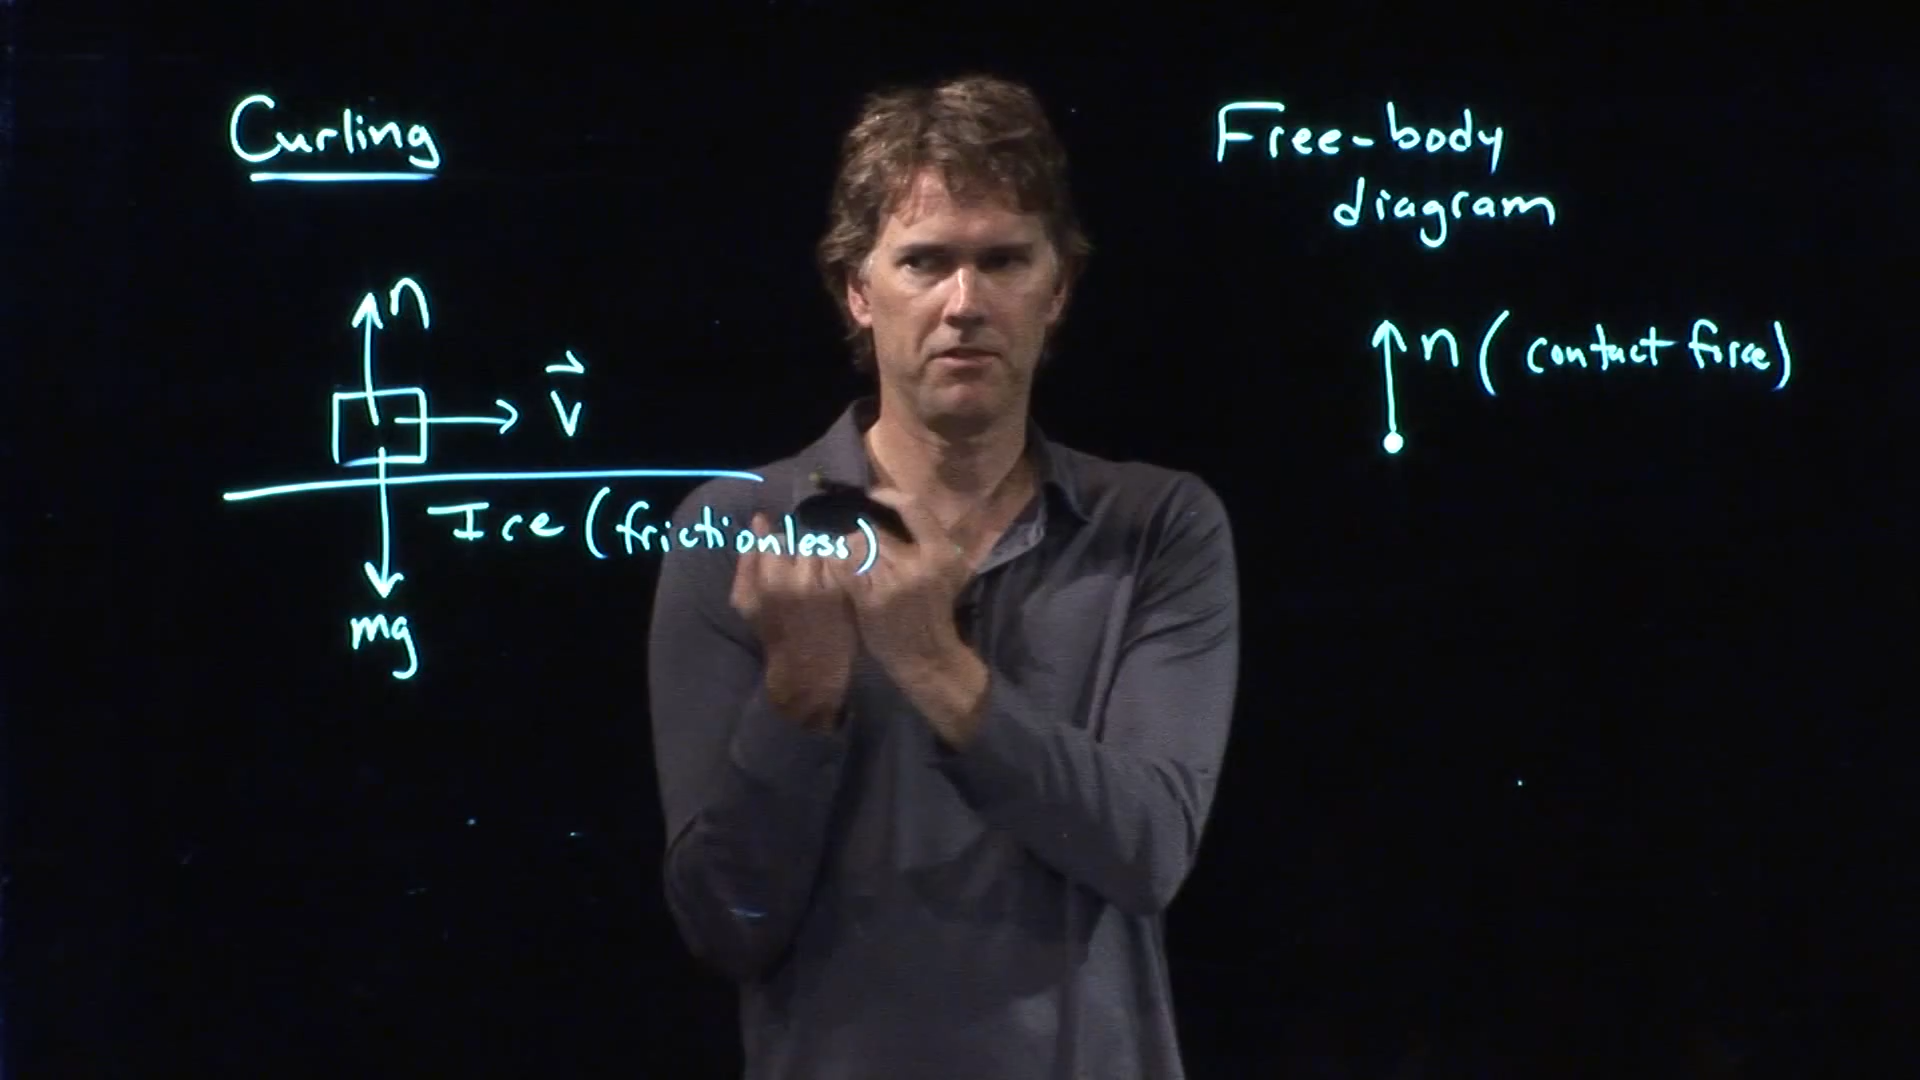 Curling
n
v
Ice (frictionless)
mg
Free-body
diagram
n (contact force)